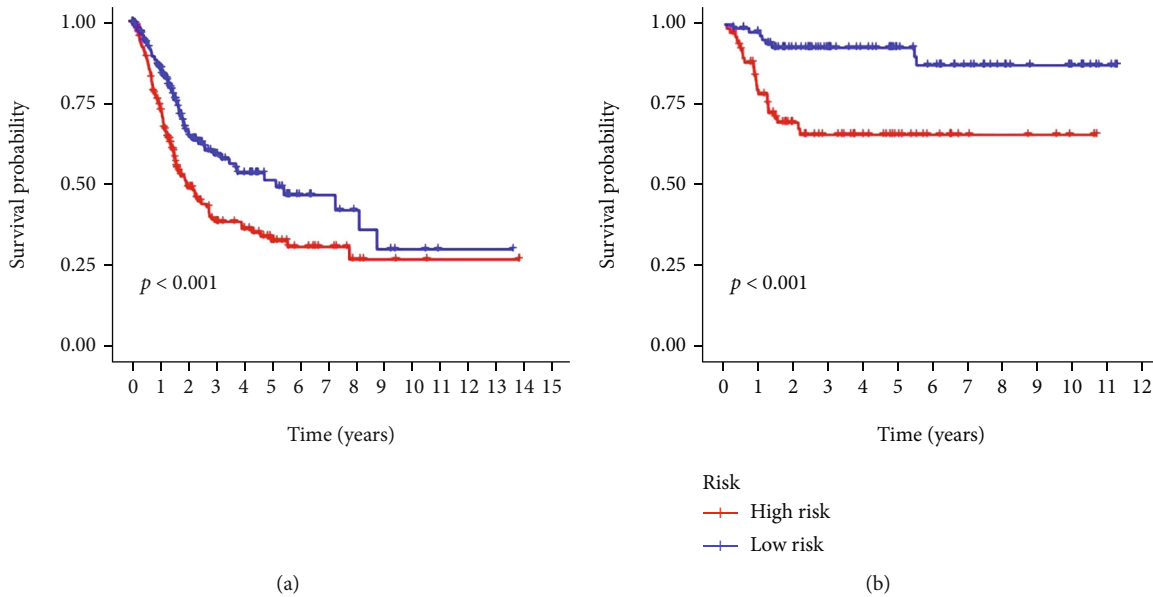 1.00
0.75
0.50
0.25
0.00
Survival probability
p < 0.001
0 1 2 3 4 5 6 7 8 9 10 11 12 13 14 15
Time (years)
(a)
1.00
0.75
0.50
0.25
0.00
Survival probability
p < 0.001
0 1 2 3 4 5 6 7 8 9 10 11 12
Time (years)
Risk
High risk
Low risk
(b)